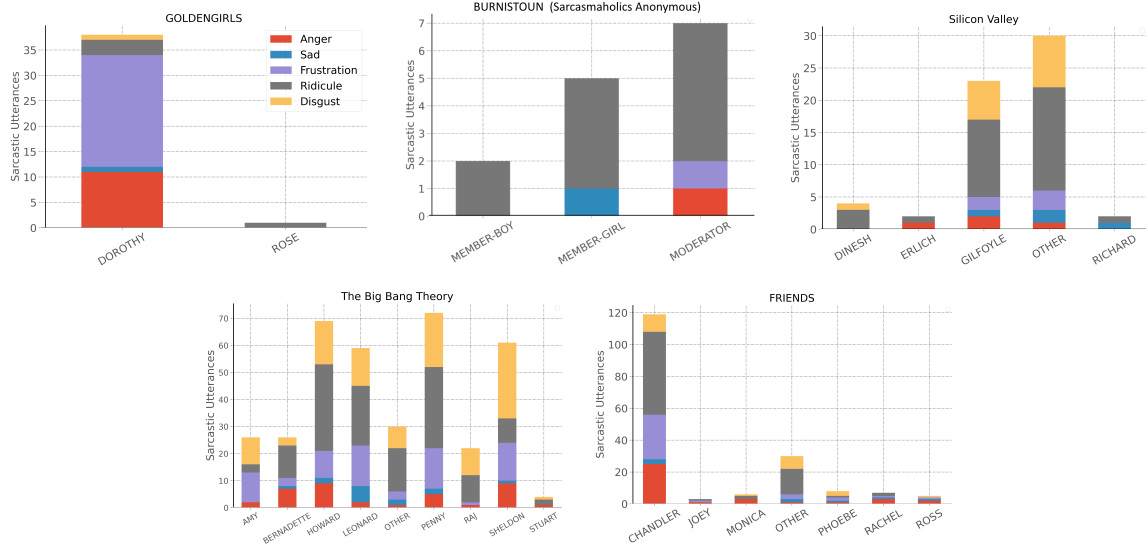 GOLDENGIRLS
Sarcastic Utterances
35
30
25
20
15
10
5
0
Anger
Sad
Frustration
Ridicule
Disgust
DOROTHY
ROSE
BURNISTOUN (Sarcasmaholics Anonymous)
Sarcastic Utterances
7
6
5
4
3
2
1
0
MEMBER-BOY
MEMBER-GIRL
MODERATOR
Silicon Valley
Sarcastic Utterances
30
25
20
15
10
5
0
DINESH
ERLICH
GILFOYLE
OTHER
RICHARD
The Big Bang Theory
Sarcastic Utterances
70
60
50
40
30
20
10
0
AMY
BERNADETTE
HOWARD
LEONARD
OTHER
PENNY
RAJ
SHELDON
STUART
FRIENDS
Sarcastic Utterances
120
100
80
60
40
20
0
CHANDLER
JOEY
MONICA
OTHER
PHOEBE
RACHEL
ROSS